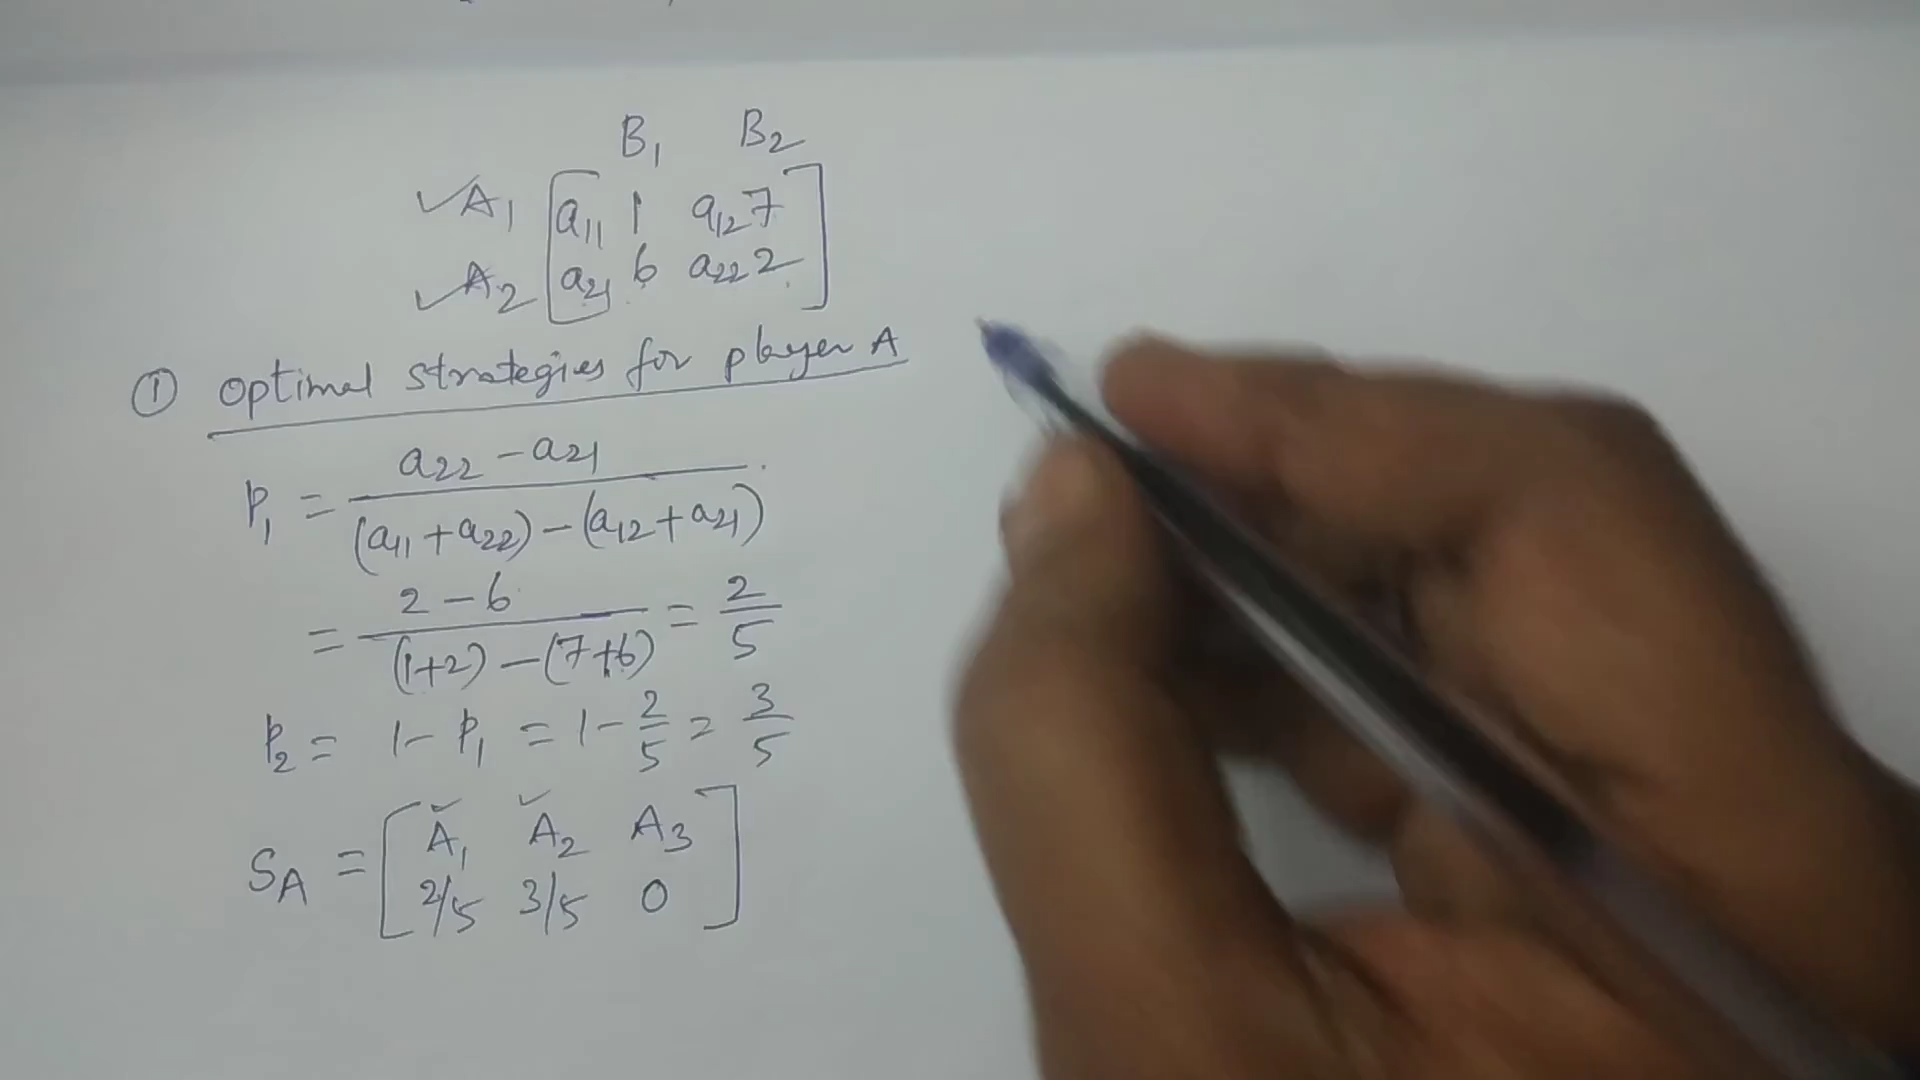 B1 B2
✓A1 [a11 1 a12 7]
✓A2 [a21 6 a22 2]
① optimal strategies for player A
P1 = (a22 - a21) / ((a11 + a22) - (a12 + a21))
= (2 - 6) / ((1+2) - (7+6)) = 2/5
P2 = 1 - P1 = 1 - 2/5 = 3/5
SA = [A1 A2 A3]
[2/5 3/5 0]